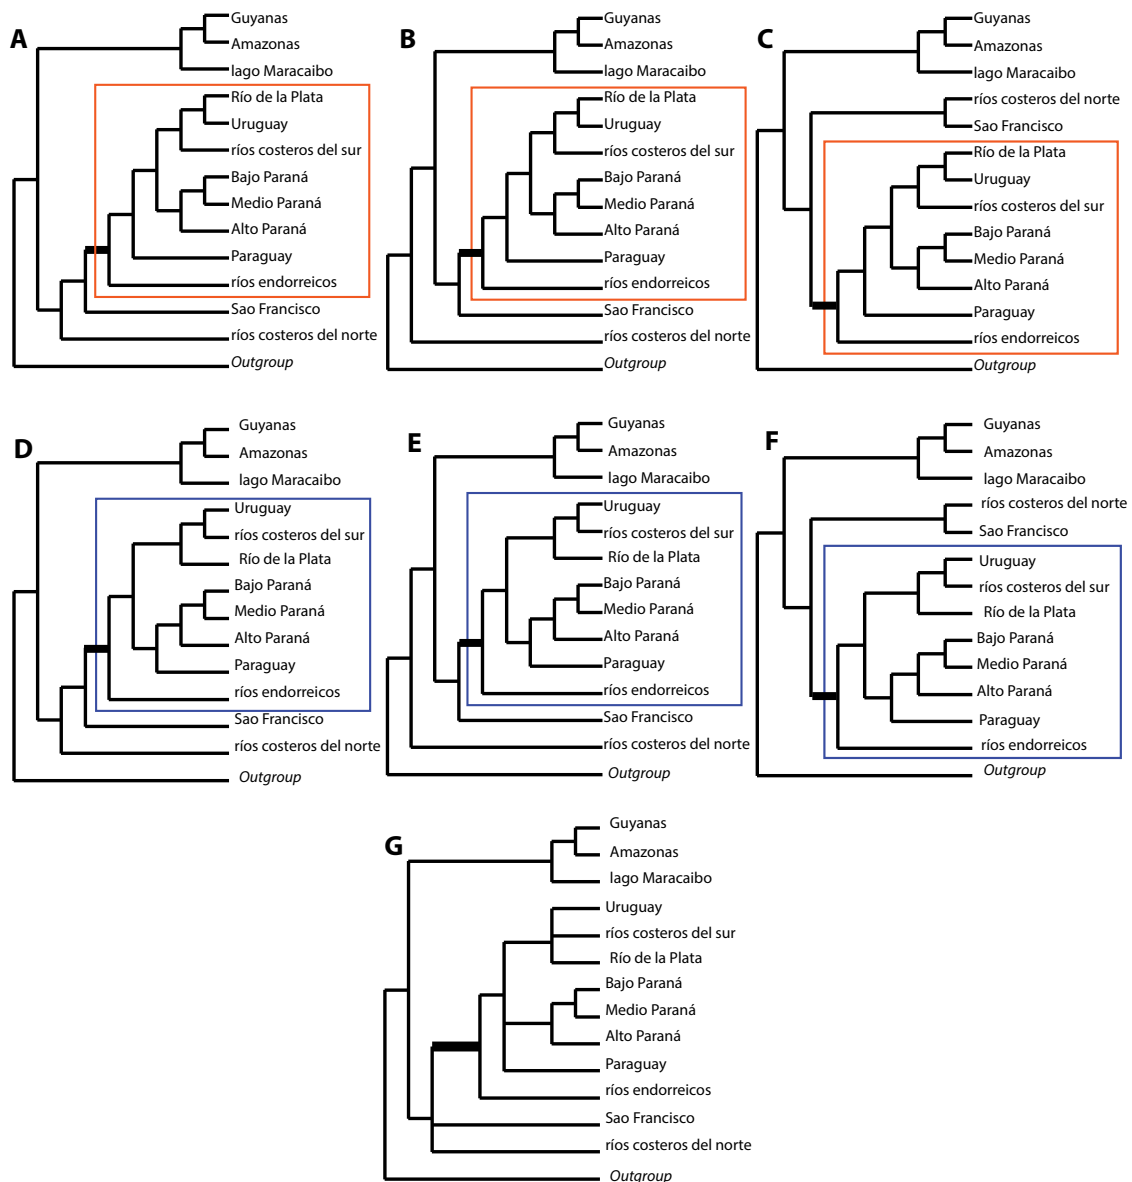 A
Guyanas
Amazonas
lago Maracaibo
Río de la Plata
Uruguay
ríos costeros del sur
Bajo Paraná
Medio Paraná
Alto Paraná
Paraguay
ríos endorreicos
Sao Francisco
ríos costeros del norte
Outgroup
B
Guyanas
Amazonas
lago Maracaibo
Río de la Plata
Uruguay
ríos costeros del sur
Bajo Paraná
Medio Paraná
Alto Paraná
Paraguay
ríos endorreicos
Sao Francisco
ríos costeros del norte
Outgroup
C
Guyanas
Amazonas
lago Maracaibo
ríos costeros del norte
Sao Francisco
Río de la Plata
Uruguay
ríos costeros del sur
Bajo Paraná
Medio Paraná
Alto Paraná
Paraguay
ríos endorreicos
Outgroup
D
Guyanas
Amazonas
lago Maracaibo
Uruguay
ríos costeros del sur
Río de la Plata
Bajo Paraná
Medio Paraná
Alto Paraná
Paraguay
ríos endorreicos
Sao Francisco
ríos costeros del norte
Outgroup
E
Guyanas
Amazonas
lago Maracaibo
Uruguay
ríos costeros del sur
Río de la Plata
Bajo Paraná
Medio Paraná
Alto Paraná
Paraguay
ríos endorreicos
Sao Francisco
ríos costeros del norte
Outgroup
F
Guyanas
Amazonas
lago Maracaibo
ríos costeros del norte
Sao Francisco
Uruguay
ríos costeros del sur
Río de la Plata
Bajo Paraná
Medio Paraná
Alto Paraná
Paraguay
ríos endorreicos
Outgroup
G
Guyanas
Amazonas
lago Maracaibo
Uruguay
ríos costeros del sur
Río de la Plata
Bajo Paraná
Medio Paraná
Alto Paraná
Paraguay
ríos endorreicos
Sao Francisco
ríos costeros del norte
Outgroup